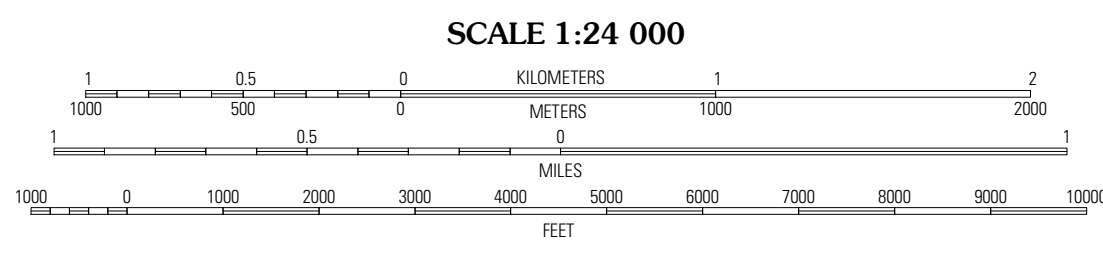 SCALE 1:24 000
1 0.5 0 KILOMETERS 1 2
1000 500 0 METERS 1000 2000
1 0.5 0 1
MILES
1000 0 1000 2000 3000 4000 5000 6000 7000 8000 9000 10000
FEET